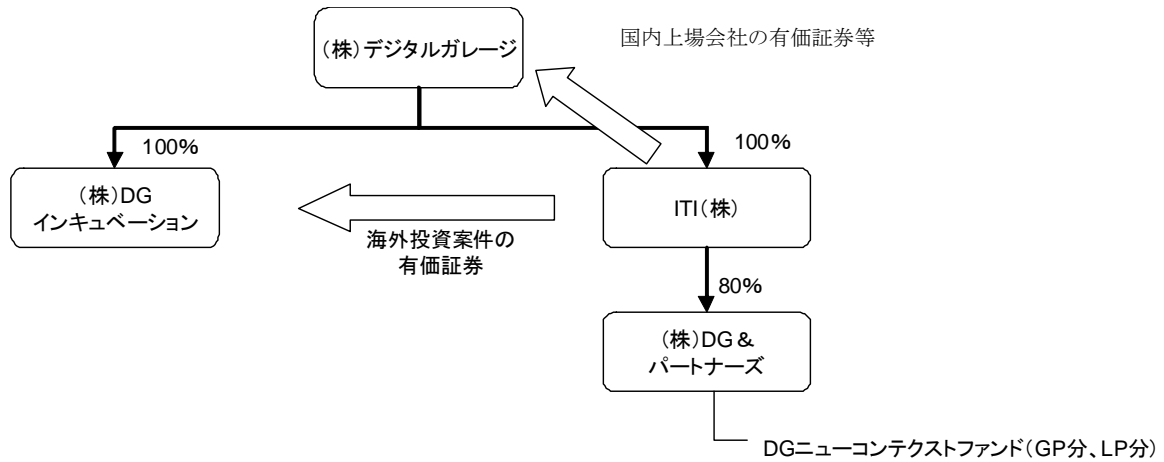 (株)デジタルガレージ
国内上場会社の有価証券等
100%
100%
(株)DG
インキュベーション
海外投資案件の
有価証券
ITI(株)
80%
(株)DG&
パートナーズ
DGニューコンテクストファンド(GP分、LP分)